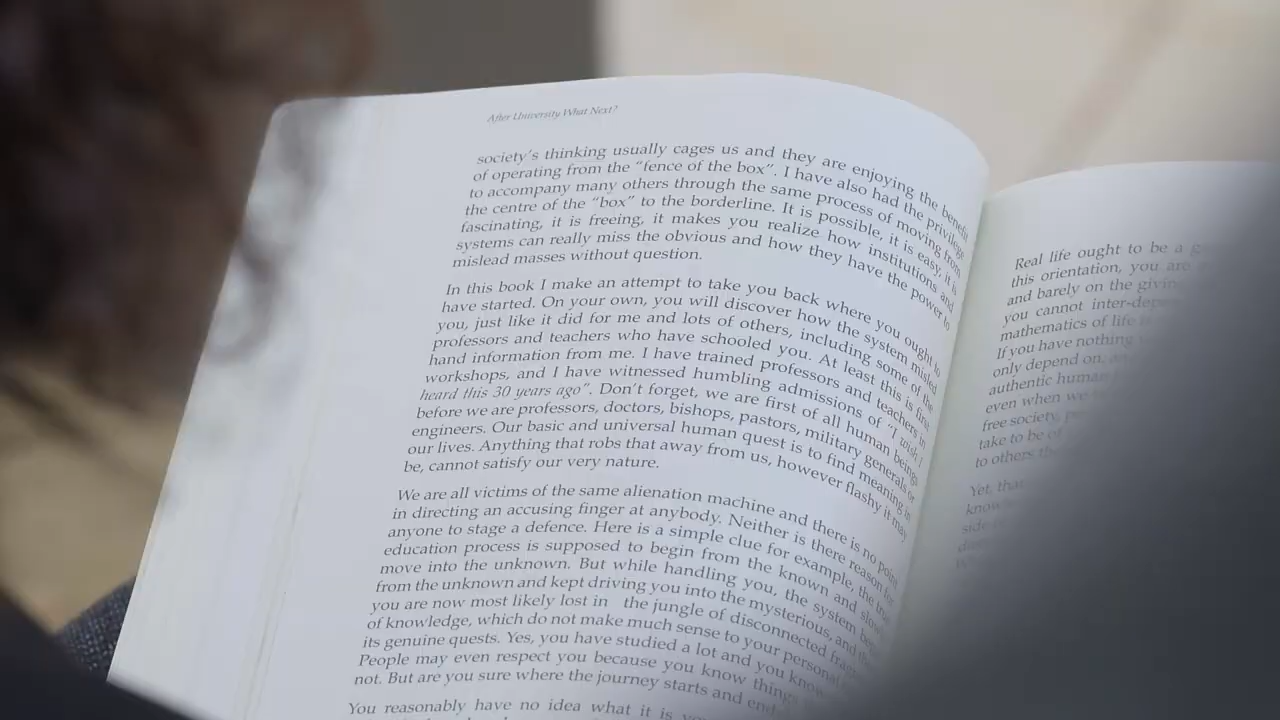 After University What Next?
society's thinking usually cages us and they are enjoying the benefit
of operating from the "fence of the box". I have also had the privilege
to accompany many others through the same process of moving from
the centre of the "box" to the borderline. It is possible, it is easy, it is
fascinating, it is freeing, it makes you realize how institutions and
systems can really miss the obvious and how they have the power to
mislead masses without question.
In this book I make an attempt to take you back where you ought to
have started. On your own, you will discover how the system misled
you, just like it did for me and lots of others, including some of the
professors and teachers who have schooled you. At least this is first
hand information from me. I have trained professors and teachers in
workshops, and I have witnessed humbling admissions of "I wish I
heard this 30 years ago". Don't forget, we are first of all human beings
before we are professors, doctors, bishops, pastors, military generals or
engineers. Our basic and universal human quest is to find meaning in
our lives. Anything that robs that away from us, however flashy it may
be, cannot satisfy our very nature.
We are all victims of the same alienation machine and there is no point
in directing an accusing finger at anybody. Neither is there reason for
anyone to stage a defence. Here is a simple clue for example, the true
education process is supposed to begin from the known and slowly
move into the unknown. But while handling you, the system began
from the unknown and kept driving you into the mysterious, and
you are now most likely lost in the jungle of disconnected
of knowledge, which do not make much sense to your personal
its genuine quests. Yes, you have studied a lot and you know
People may even respect you because you know things
not. But are you sure where the journey starts and
You reasonably have no idea what it is
Real life ought to be a
this orientation, you are
and barely on the giving
you cannot
mathematics of life
If you have nothing
only depend on,
authentic human
even when we
free society,
take to be
to others
Yet, that